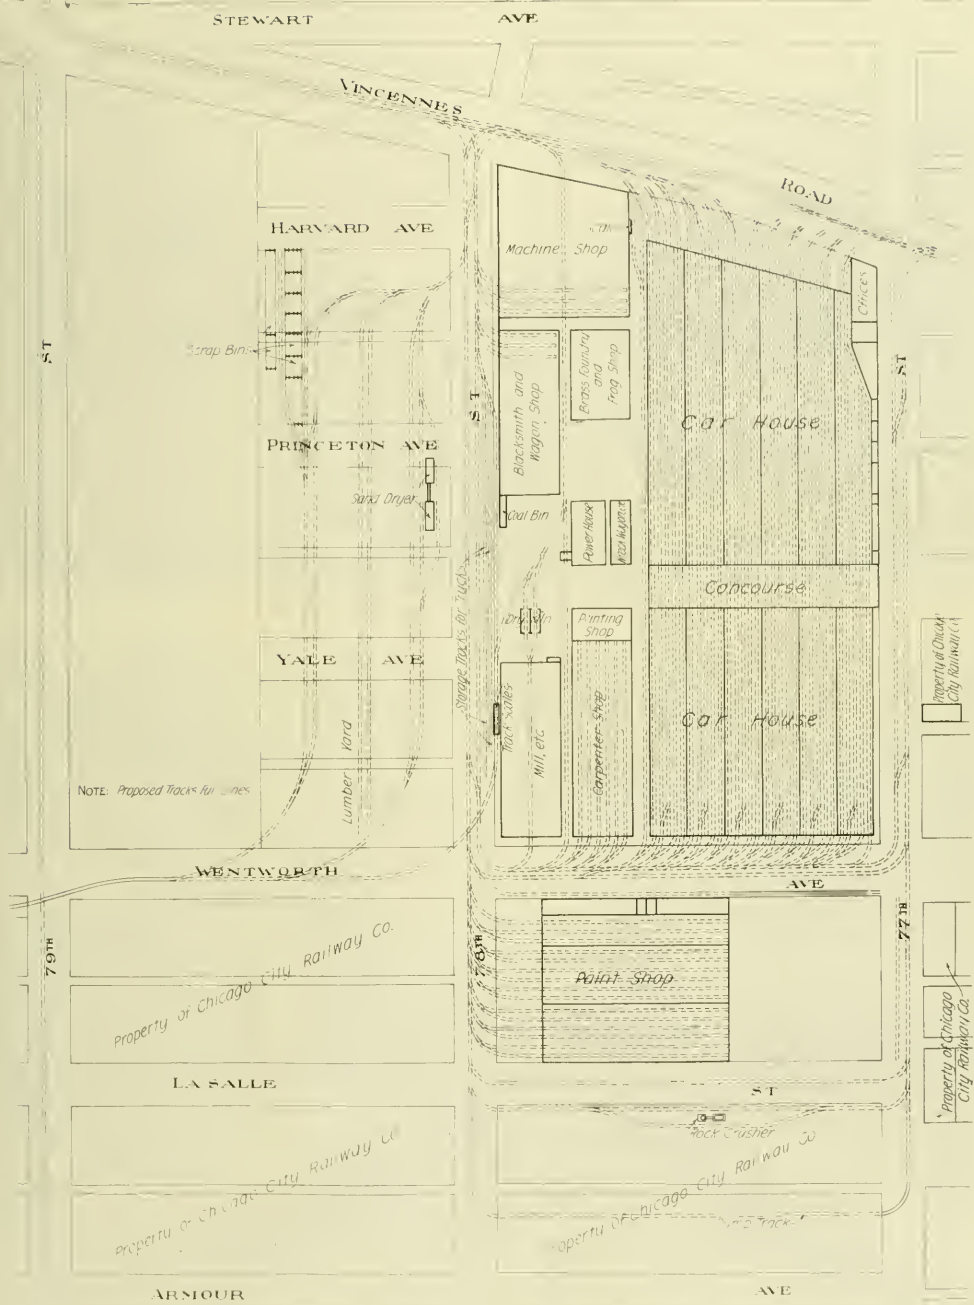 STEWART AVE
VINCENNES
ROAD
HARVARD AVE
Machine Shop
Offices
Scrap Bins
ST
ST
ST
Blacksmith and
Wagon Shop
Brass Foundry
and
Frog Shop
Car House
PRINCETON AVE
Sand Dryer
Coal Bin
Power House
Concourse
Storage Tracks for Trucks
Dry Kiln
Painting
Shop
YALE AVE
Property of Chicago
City Railway Co
Track Scales
Mill, etc
Carpenter Shop
Car House
Lumber Yard
NOTE: Proposed Tracks
WENTWORTH
AVE
79TH
78TH
77TH
Property of Chicago City Railway Co.
Paint Shop
Property of Chicago
City Railway Co.
LA SALLE
ST
Rock Crusher
Property of Chicago City Railway Co
Property of Chicago City Railway Co
Track
ARMOUR
AVE